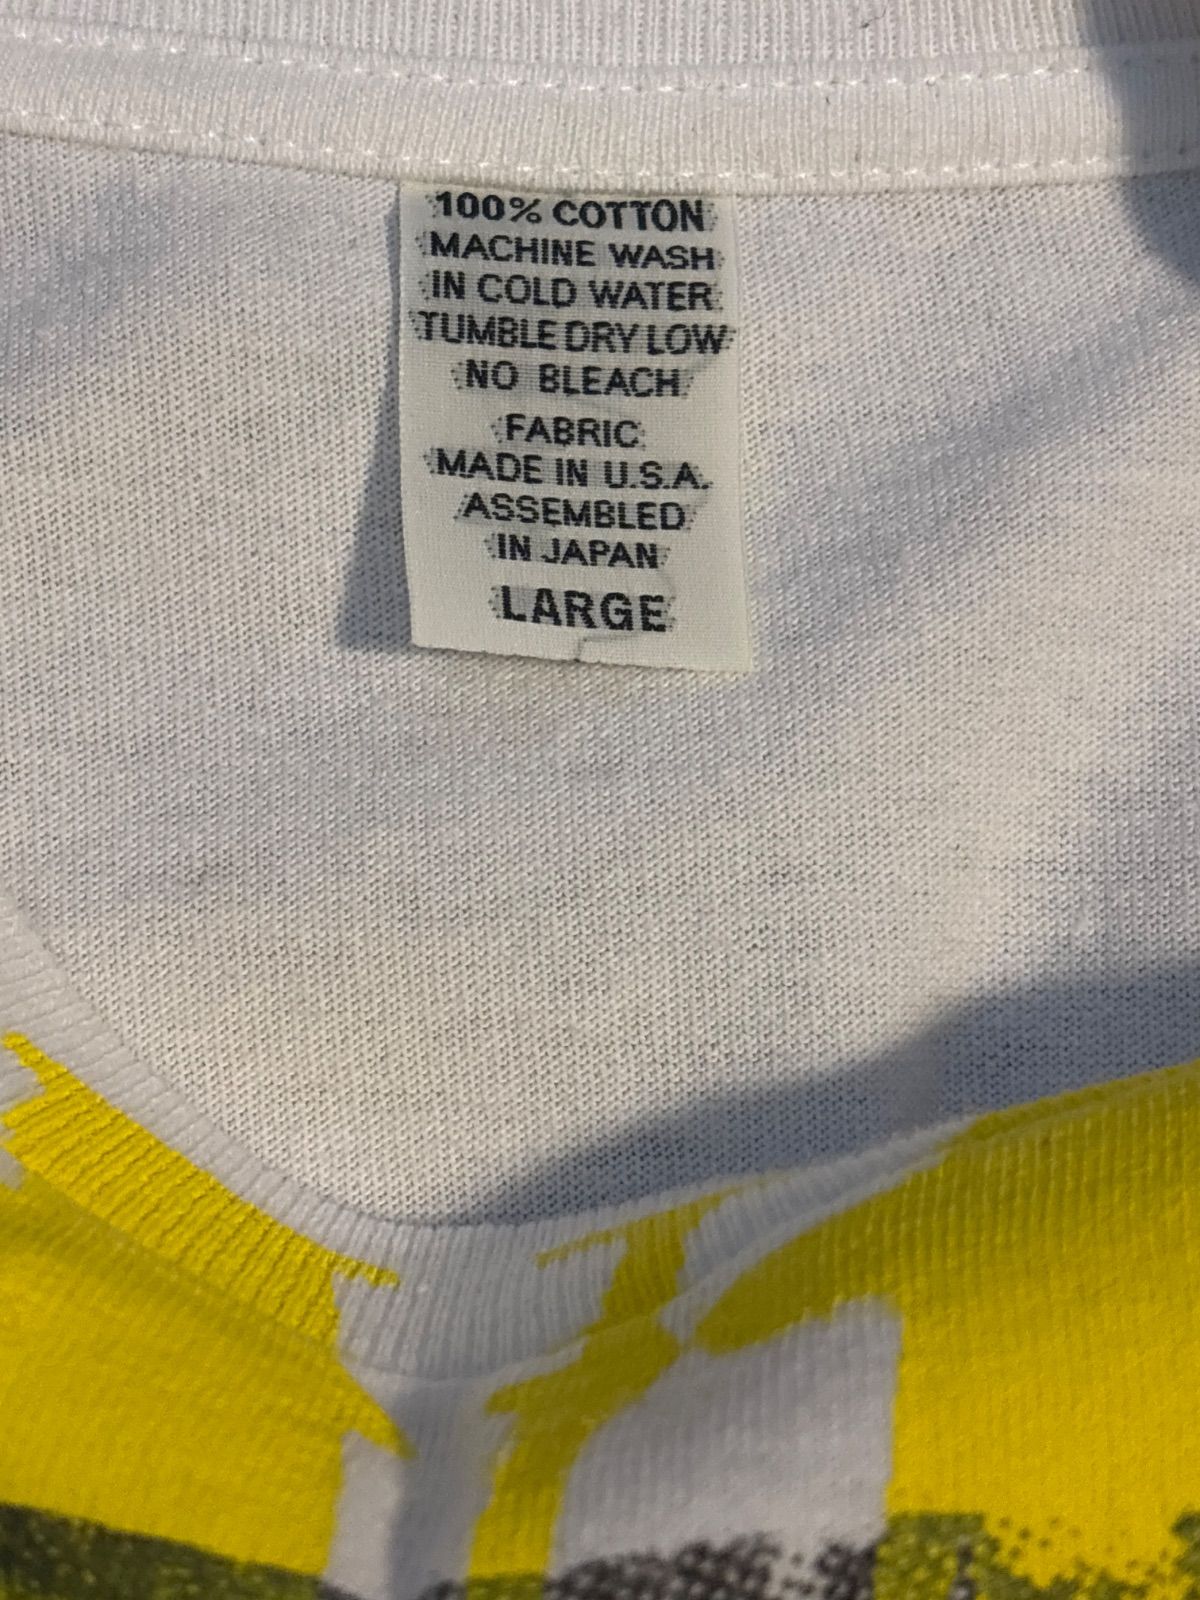 100% COTTON
MACHINE WASH
IN COLD WATER
TUMBLE DRY LOW
NO BLEACH
FABRIC
MADE IN U.S.A.
ASSEMBLED
IN JAPAN
LARGE